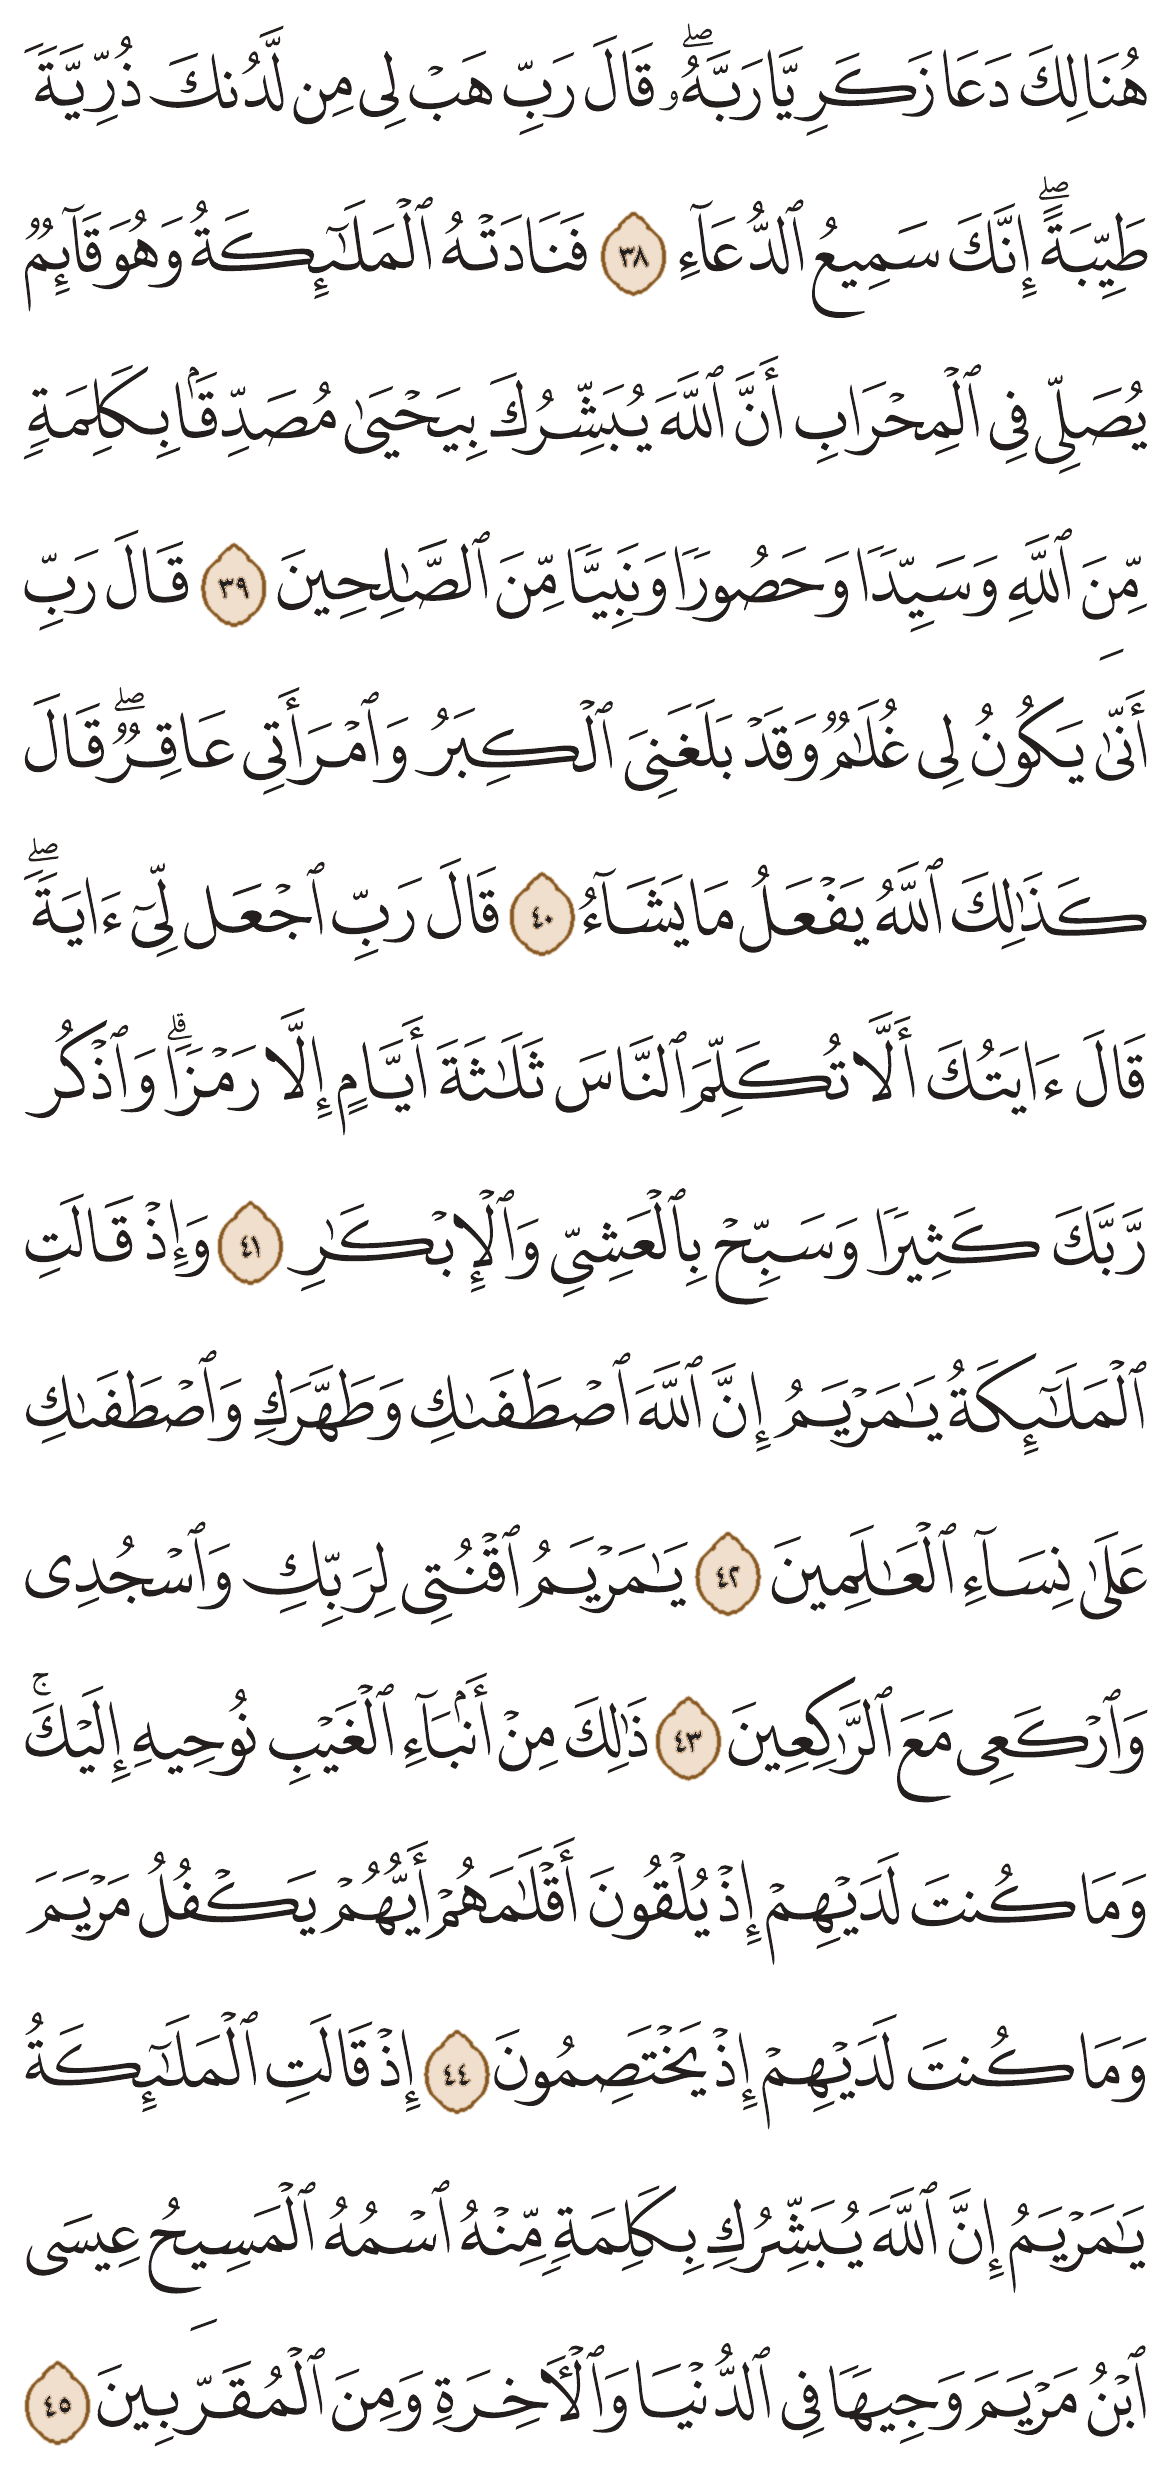 هُنَالِكَ دَعَا زَكَرِيَّا رَبَّهُۥۖ قَالَ رَبِّ هَبْ لِى مِن لَّدُنكَ ذُرِّيَّةً
طَيِّبَةًۖ إِنَّكَ سَمِيعُ ٱلدُّعَآءِ ٣٨ فَنَادَتْهُ ٱلْمَلَـٰٓئِكَةُ وَهُوَ قَآئِمٌ
يُصَلِّى فِى ٱلْمِحْرَابِ أَنَّ ٱللَّهَ يُبَشِّرُكَ بِيَحْيَىٰ مُصَدِّقًۢا بِكَلِمَةٍ
مِّنَ ٱللَّهِ وَسَيِّدًا وَحَصُورًا وَنَبِيًّا مِّنَ ٱلصَّـٰلِحِينَ ٣٩ قَالَ رَبِّ
أَنَّىٰ يَكُونُ لِى غُلَـٰمٌ وَقَدْ بَلَغَنِىَ ٱلْكِبَرُ وَٱمْرَأَتِى عَاقِرٌۖ قَالَ
كَذَٰلِكَ ٱللَّهُ يَفْعَلُ مَا يَشَآءُ ٤٠ قَالَ رَبِّ ٱجْعَل لِّىٓ ءَايَةًۖ
قَالَ ءَايَتُكَ أَلَّا تُكَلِّمَ ٱلنَّاسَ ثَلَـٰثَةَ أَيَّامٍ إِلَّا رَمْزًاۗ وَٱذْكُر
رَّبَّكَ كَثِيرًا وَسَبِّحْ بِٱلْعَشِىِّ وَٱلْإِبْكَـٰرِ ٤١ وَإِذْ قَالَتِ
ٱلْمَلَـٰٓئِكَةُ يَـٰمَرْيَمُ إِنَّ ٱللَّهَ ٱصْطَفَىٰكِ وَطَهَّرَكِ وَٱصْطَفَىٰكِ
عَلَىٰ نِسَآءِ ٱلْعَـٰلَمِينَ ٤٢ يَـٰمَرْيَمُ ٱقْنُتِى لِرَبِّكِ وَٱسْجُدِى
وَٱرْكَعِى مَعَ ٱلرَّٰكِعِينَ ٤٣ ذَٰلِكَ مِنْ أَنۢبَآءِ ٱلْغَيْبِ نُوحِيهِ إِلَيْكَۚ
وَمَا كُنتَ لَدَيْهِمْ إِذْ يُلْقُونَ أَقْلَـٰمَهُمْ أَيُّهُمْ يَكْفُلُ مَرْيَمَ
وَمَا كُنتَ لَدَيْهِمْ إِذْ يَخْتَصِمُونَ ٤٤ إِذْ قَالَتِ ٱلْمَلَـٰٓئِكَةُ
يَـٰمَرْيَمُ إِنَّ ٱللَّهَ يُبَشِّرُكِ بِكَلِمَةٍ مِّنْهُ ٱسْمُهُ ٱلْمَسِيحُ عِيسَى
ٱبْنُ مَرْيَمَ وَجِيهًا فِى ٱلدُّنْيَا وَٱلْـَٔاخِرَةِ وَمِنَ ٱلْمُقَرَّبِينَ ٤٥